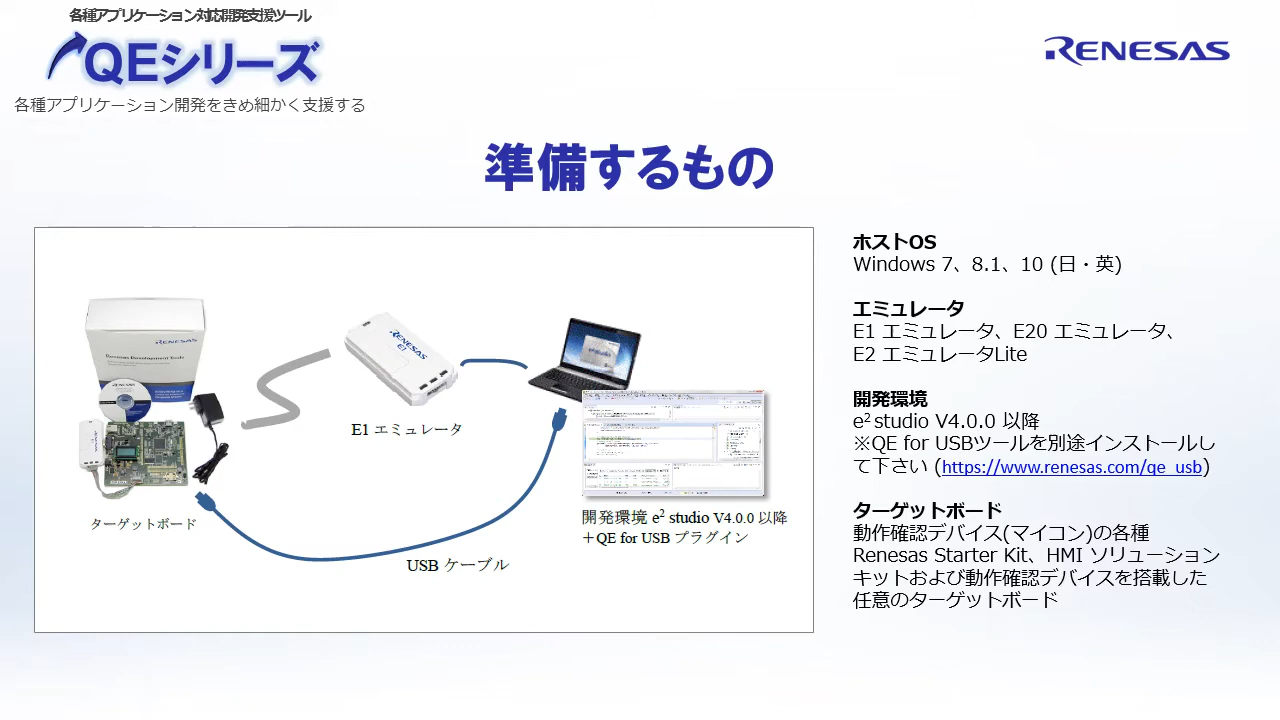 各種アプリケーション対応開発支援ツール
QEシリーズ
各種アプリケーション開発をきめ細かく支援する
RENESAS
準備するもの
RENESAS
Renesas Development Tools
RENESAS
RENESAS
E1
E1 エミュレータ
ターゲットボード
USB ケーブル
開発環境 e² studio V4.0.0 以降
＋QE for USB プラグイン
ホストOS
Windows 7、8.1、10 (日・英)
エミュレータ
E1 エミュレータ、E20 エミュレータ、
E2 エミュレータLite
開発環境
e² studio V4.0.0 以降
※QE for USBツールを別途インストールし
て下さい (https://www.renesas.com/qe_usb)
ターゲットボード
動作確認デバイス(マイコン)の各種
Renesas Starter Kit、HMI ソリューション
キットおよび動作確認デバイスを搭載した
任意のターゲットボード